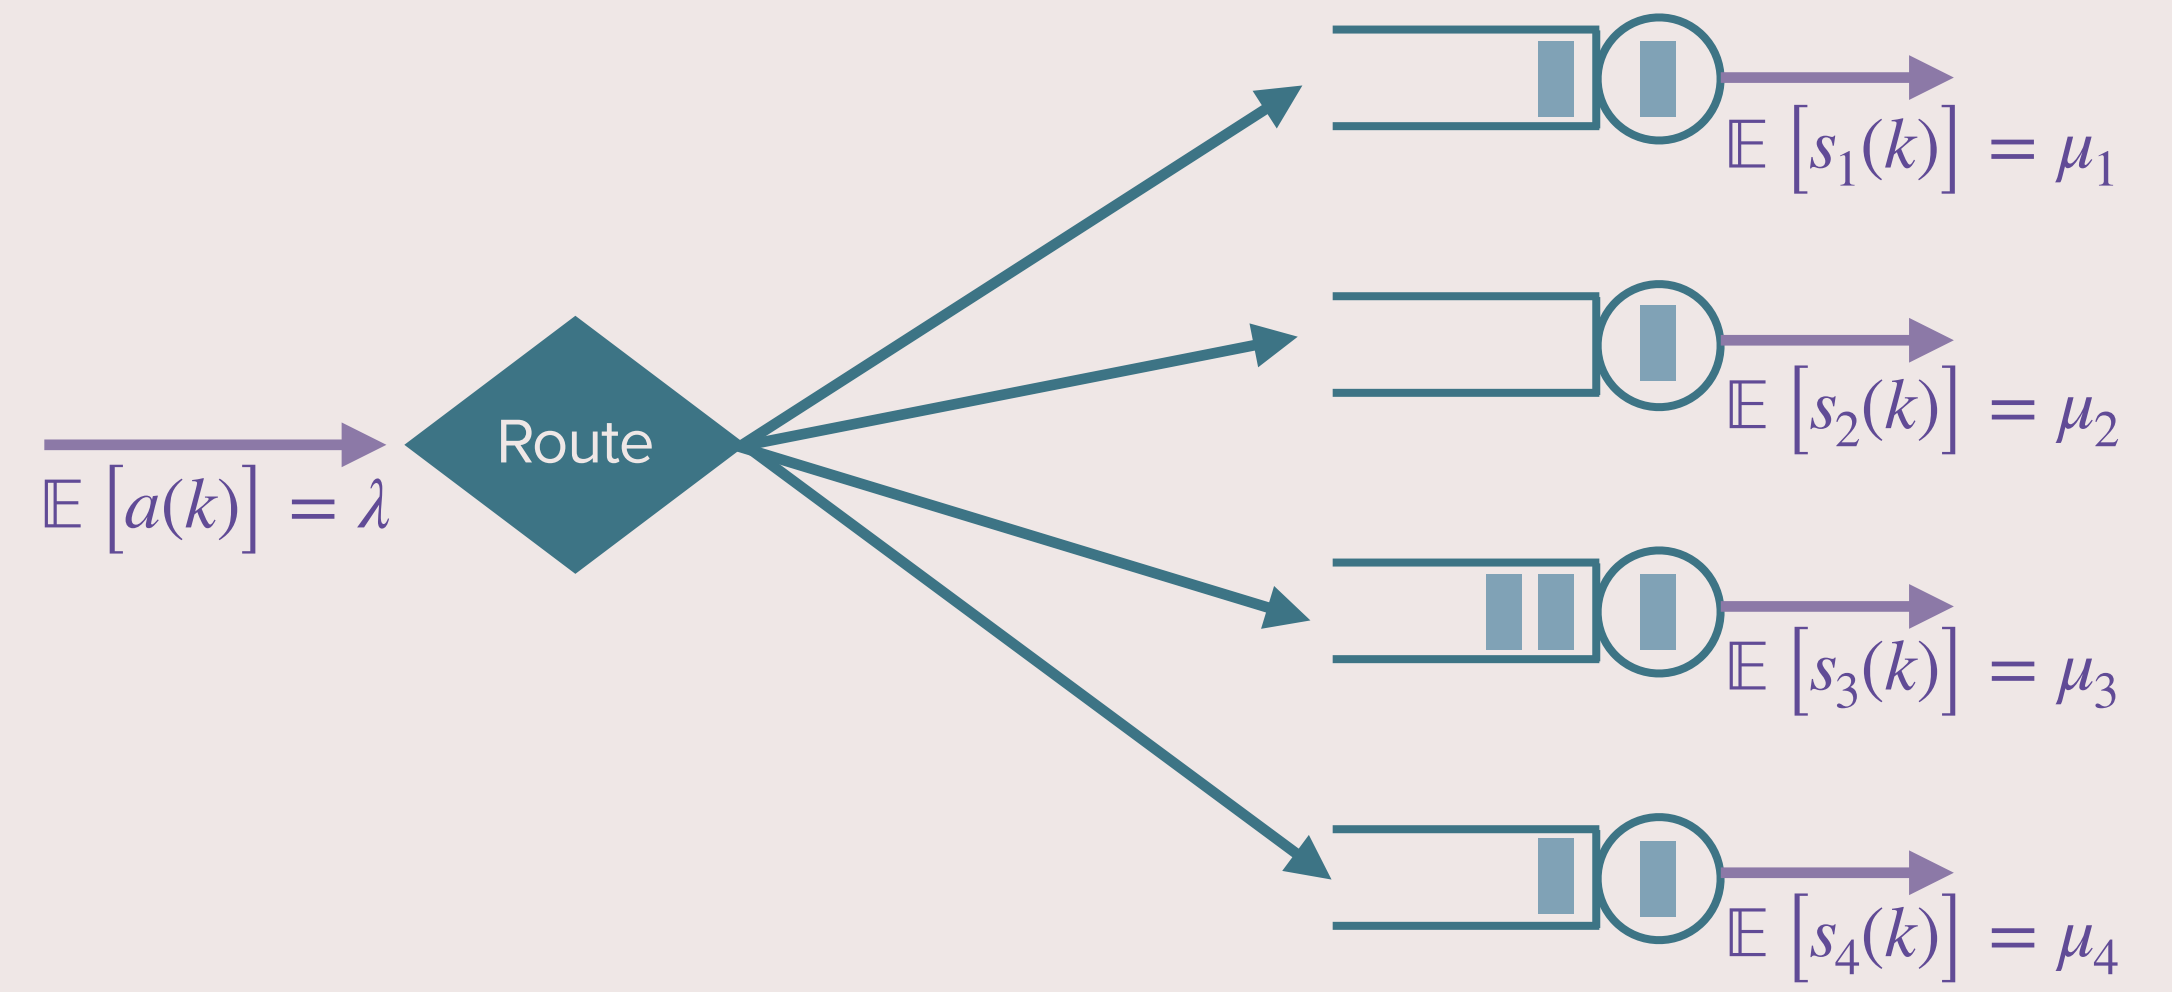 𝔼 [s₁(k)] = μ₁
𝔼 [s₂(k)] = μ₂
Route
𝔼 [a(k)] = λ
𝔼 [s₃(k)] = μ₃
𝔼 [s₄(k)] = μ₄